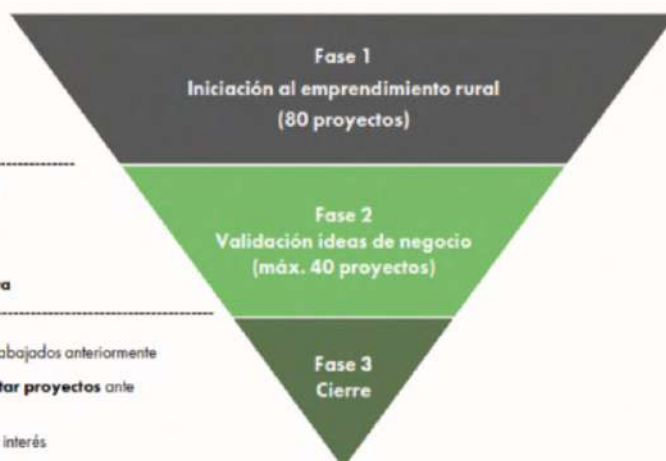 Fase 1
Iniciación al emprendimiento rural
(80 proyectos)
Fase 2
Validación ideas de negocio
(máx. 40 proyectos)
abajados anteriormente
Fase 3
tar proyectos ante
Cierre
interés